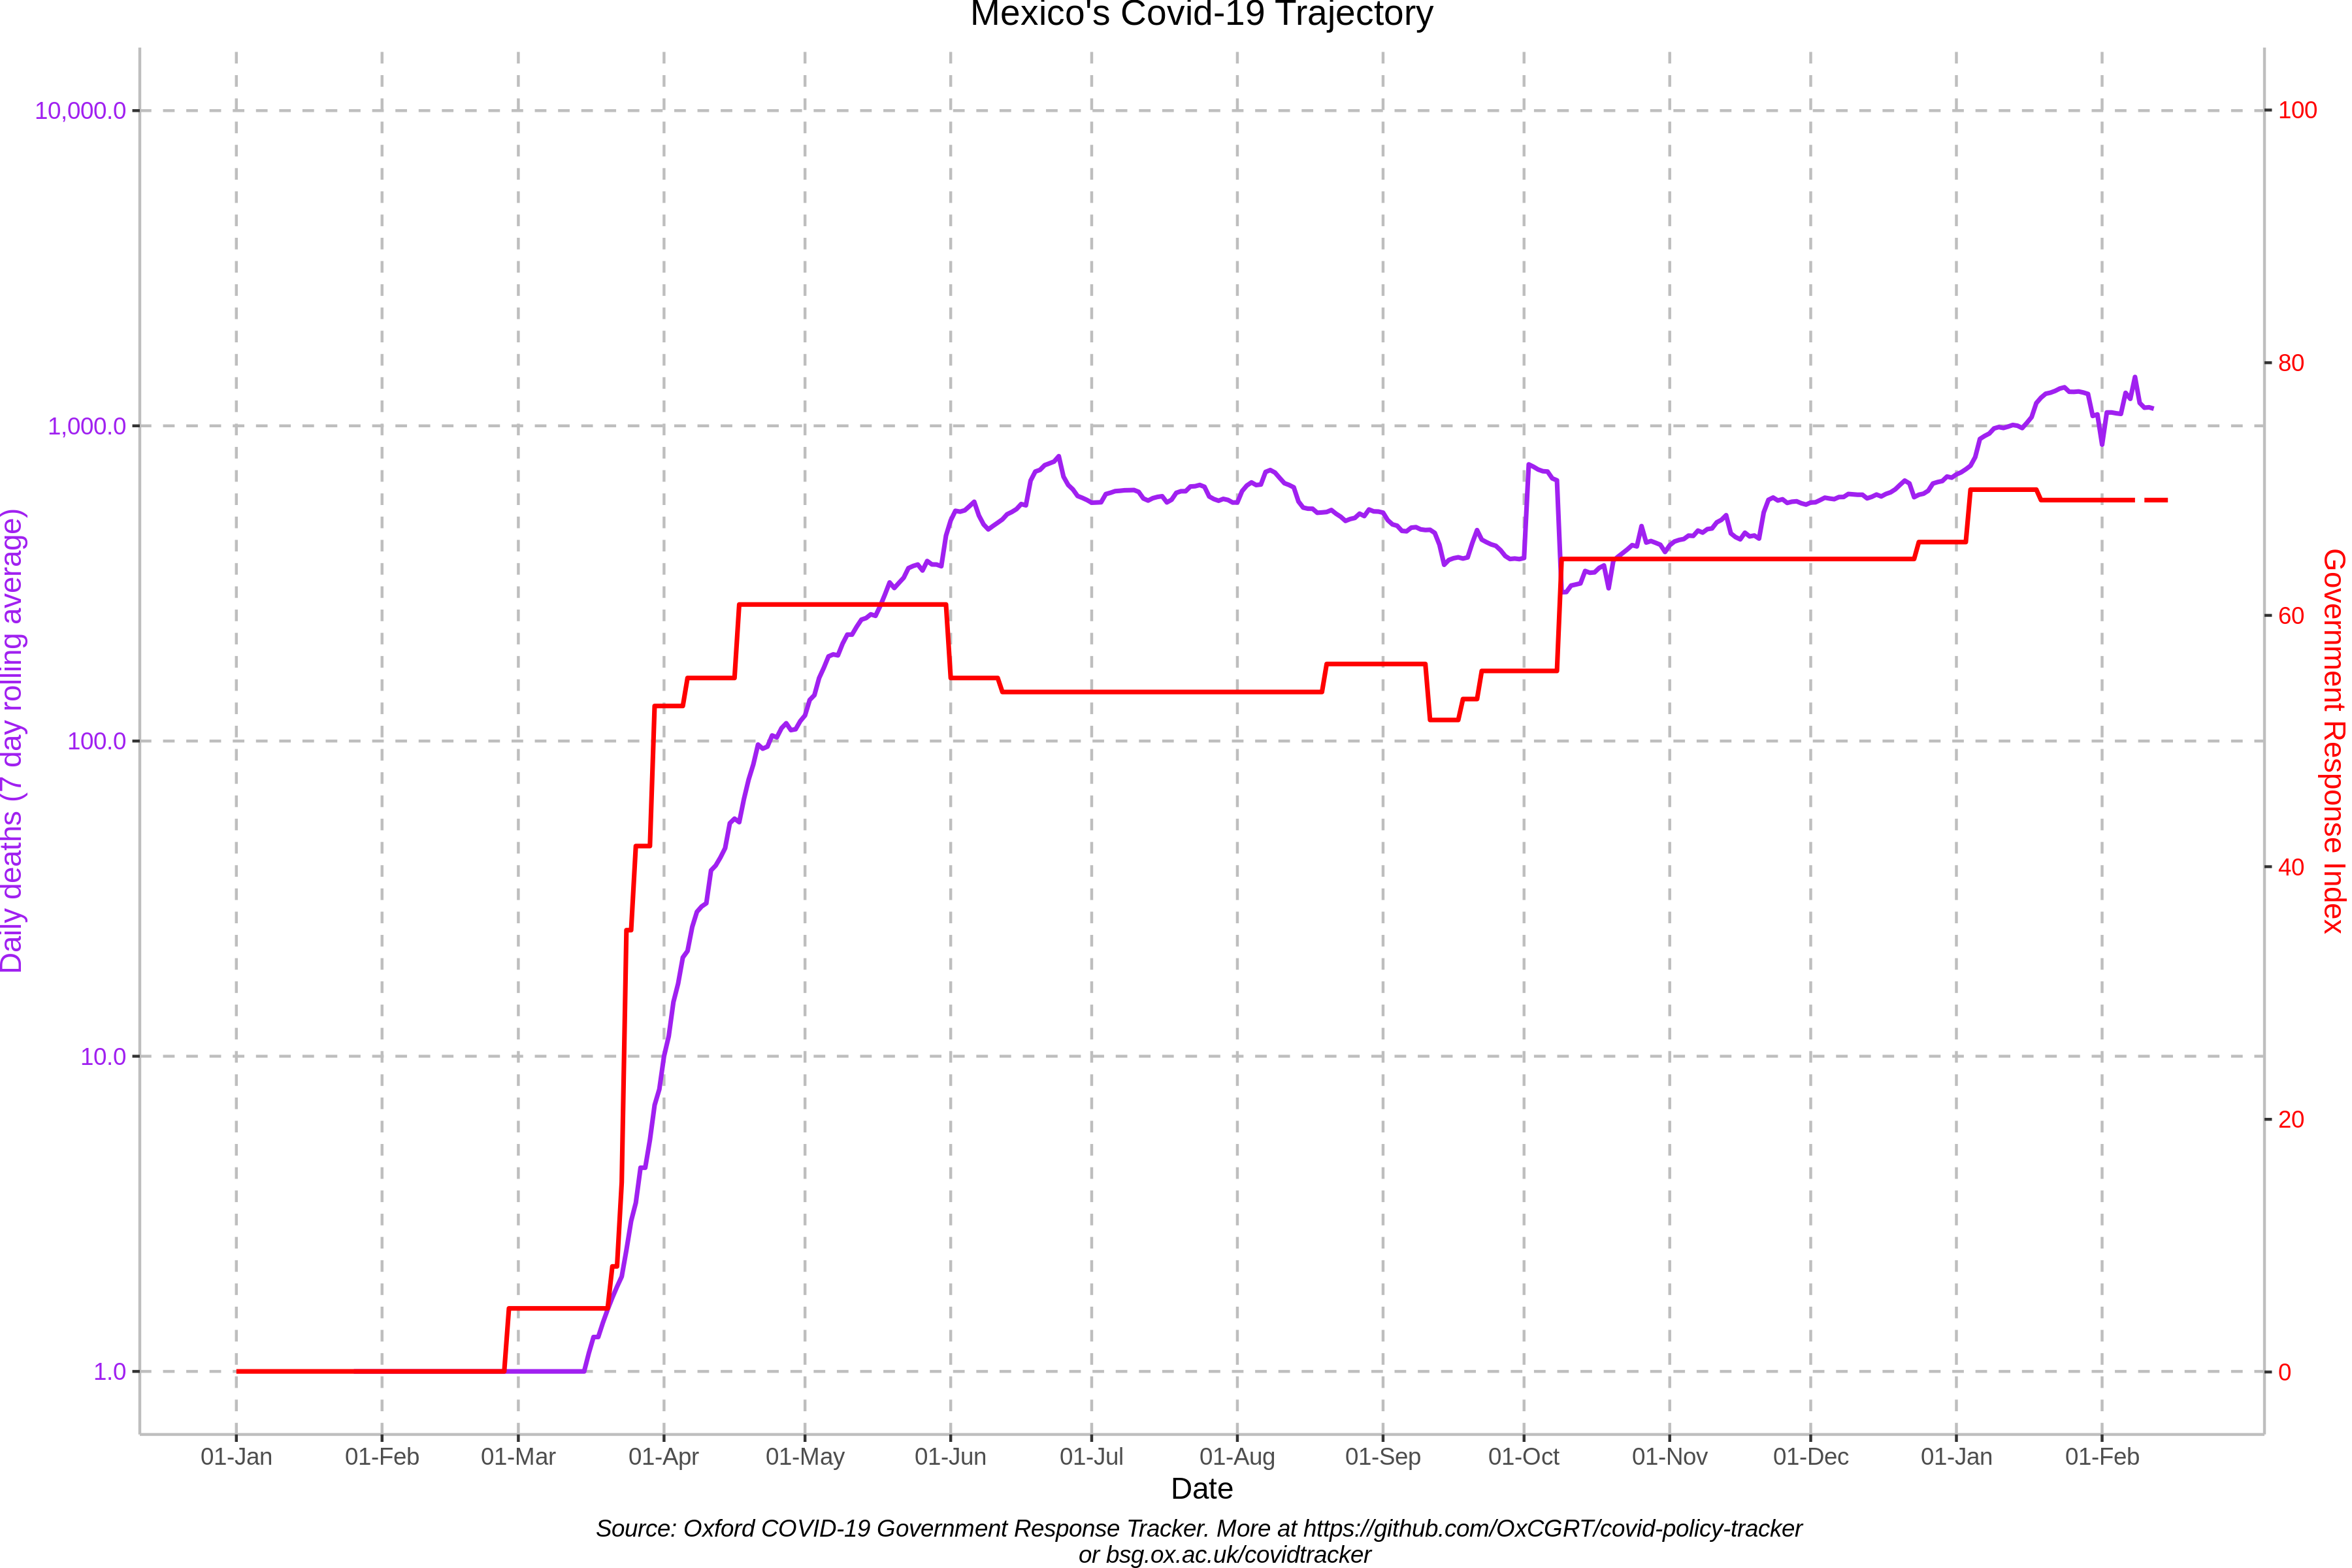 Mexico's Covid-19 Trajectory
10,000.0
1,000.0
100.0
10.0
1.0
Daily deaths (7 day rolling average)
100
80
60
40
20
0
Government Response Index
01-Jan 01-Feb 01-Mar 01-Apr 01-May 01-Jun 01-Jul 01-Aug 01-Sep 01-Oct 01-Nov 01-Dec 01-Jan 01-Feb
Date
Source: Oxford COVID-19 Government Response Tracker. More at https://github.com/OxCGRT/covid-policy-tracker
or bsg.ox.ac.uk/covidtracker